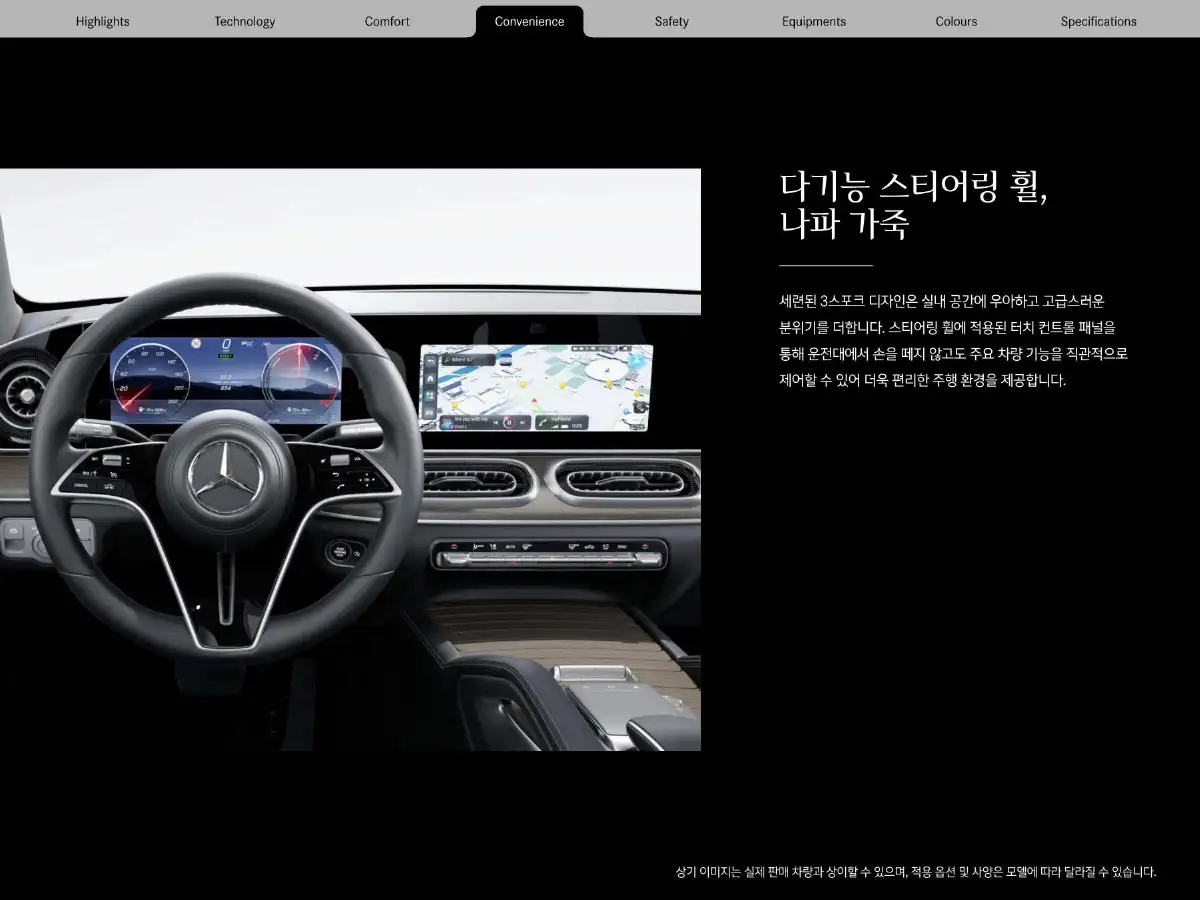 Highlights
Technology
Comfort
Convenience
Safety
Equipments
Colours
Specifications
다기능 스티어링 휠,
나파 가죽
세련된 3스포크 디자인은 실내 공간에 우아하고 고급스러운
분위기를 더합니다. 스티어링 휠에 적용된 터치 컨트롤 패널을
통해 운전대에서 손을 떼지 않고도 주요 차량 기능을 직관적으로
제어할 수 있어 더욱 편리한 주행 환경을 제공합니다.
Where to?
Are you with me
상기 이미지는 실제 판매 차량과 상이할 수 있으며, 적용 옵션 및 사양은 모델에 따라 달라질 수 있습니다.